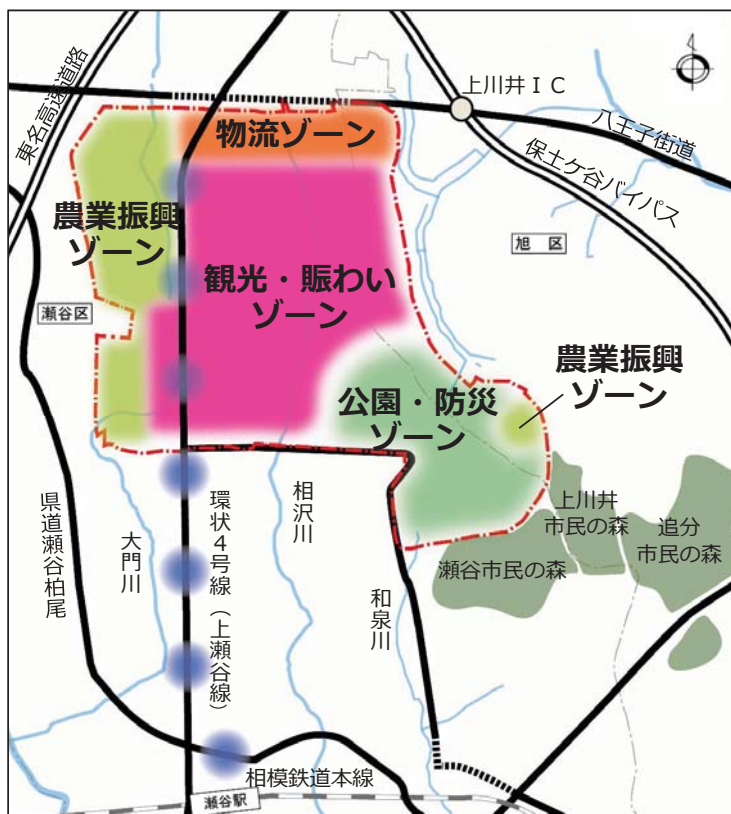 東名高速道路
上川井ＩＣ
八王子街道
保土ケ谷バイパス
物流ゾーン
農業振興
ゾーン
旭　区
観光・賑わい
ゾーン
瀬谷区
農業振興
ゾーン
公園・防災
ゾーン
上川井
市民の森
追分
市民の森
瀬谷市民の森
県道瀬谷柏尾
大門川
環状４号線（上瀬谷線）
相沢川
和泉川
相模鉄道本線
瀬谷駅